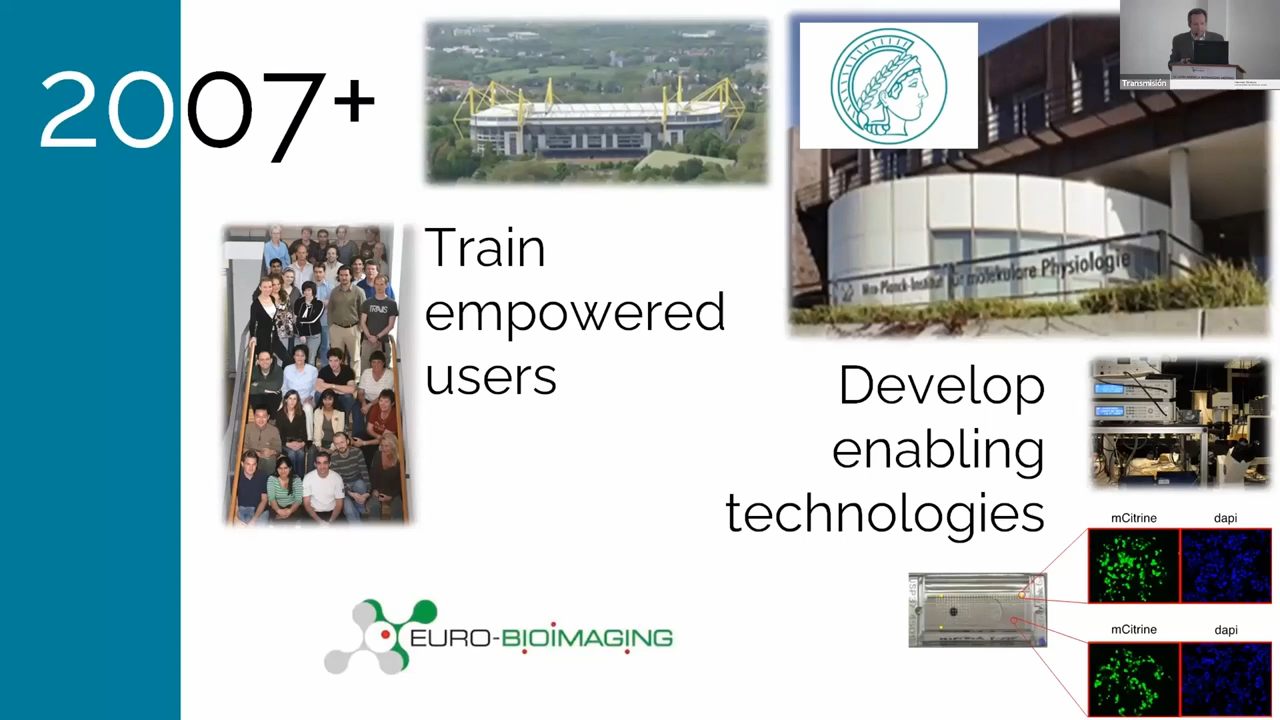 2007+
Transmisión
Max-Planck-Institut für molekulare Physiologie
Train
empowered
users
Develop
enabling
technologies
mCitrine dapi
mCitrine dapi
EURO-BIOIMAGING